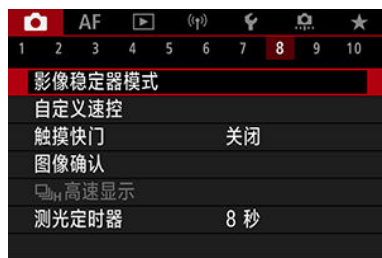 AF
1 2 3 4 5 6 7 8 9 10
影像稳定器模式
自定义速控
触摸快门 关闭
图像确认
H高速显示
测光定时器 8 秒